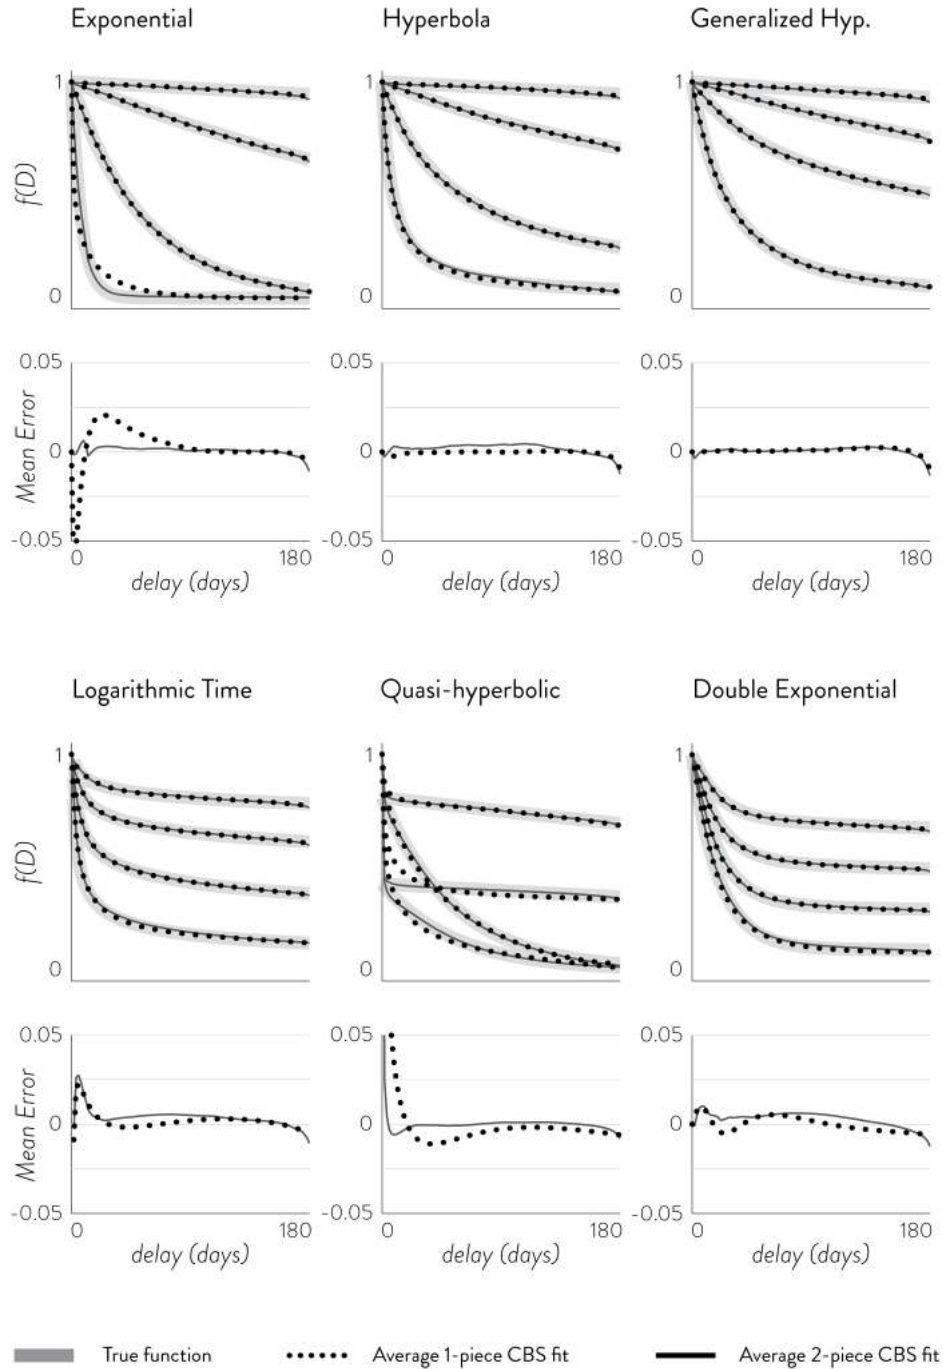 Exponential Hyperbola Generalized Hyp.
1 1 1
f(D)
0 0 0
0.05 0.05 0.05
Mean Error
0 0 0
-0.05 -0.05 -0.05
0 180 0 180 0 180
delay (days) delay (days) delay (days)
Logarithmic Time Quasi-hyperbolic Double Exponential
1 1 1
f(D)
0 0 0
0.05 0.05 0.05
Mean Error
0 0 0
-0.05 -0.05 -0.05
0 180 0 180 0 180
delay (days) delay (days) delay (days)
True function Average 1-piece CBS fit Average 2-piece CBS fit